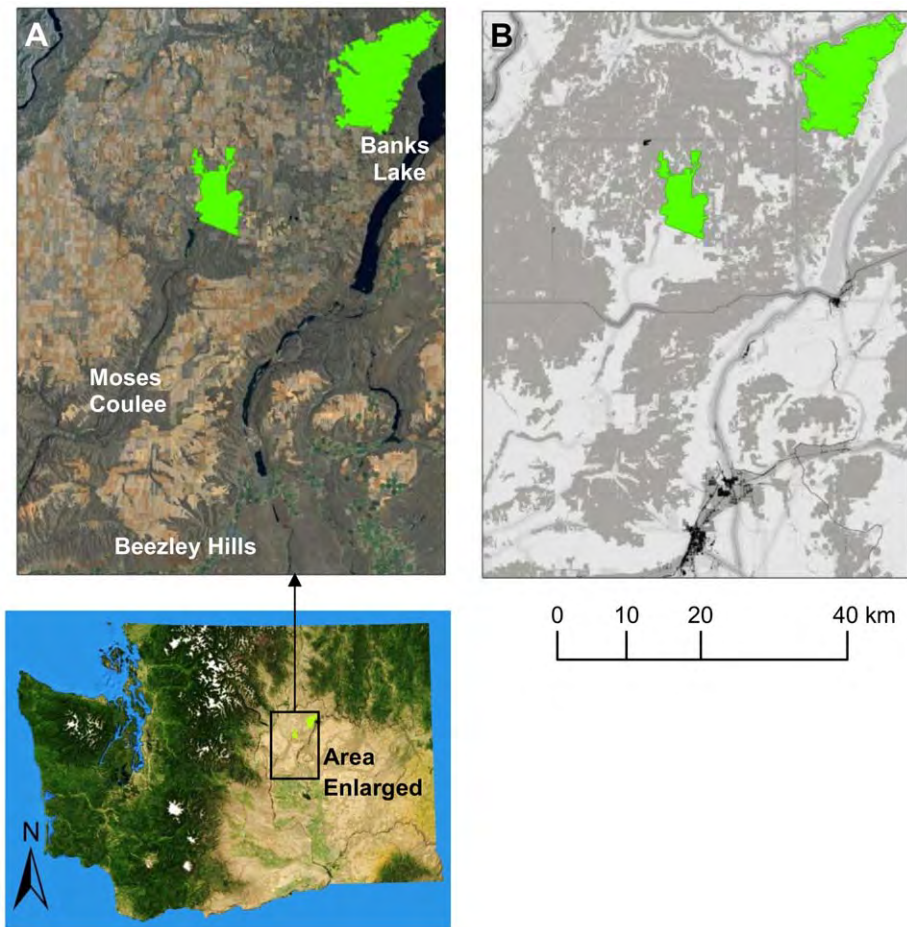 A
B
Banks
Lake
Moses
Coulee
Beezley Hills
0 10 20 40 km
Area
Enlarged
N